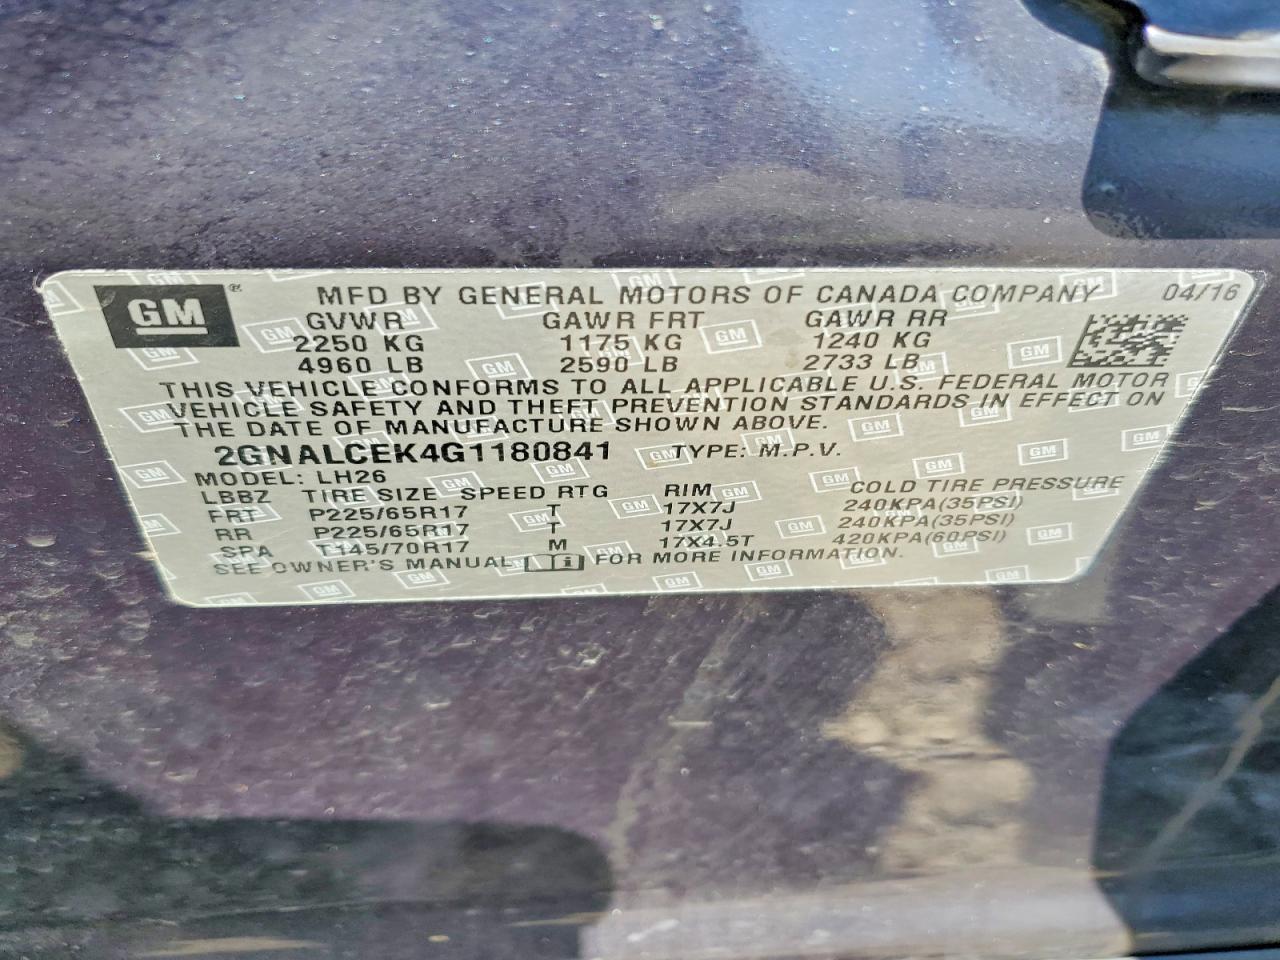 GM® MFD BY GENERAL MOTORS OF CANADA COMPANY 04/16
GVWR GAWR FRT GAWR RR
2250 KG 1175 KG 1240 KG
4960 LB 2590 LB 2733 LB
THIS VEHICLE CONFORMS TO ALL APPLICABLE U.S. FEDERAL MOTOR
VEHICLE SAFETY AND THEFT PREVENTION STANDARDS IN EFFECT ON
THE DATE OF MANUFACTURE SHOWN ABOVE.
2GNALCEK4G1180841 TYPE: M.P.V.
MODEL: LH26
LBBZ TIRE SIZE SPEED RTG RIM COLD TIRE PRESSURE
FRT P225/65R17 T 17X7J 240KPA(35PSI)
RR P225/65R17 T 17X7J 240KPA(35PSI)
SPA T145/70R17 M 17X4.5T 420KPA(60PSI)
SEE OWNER'S MANUAL FOR MORE INFORMATION.